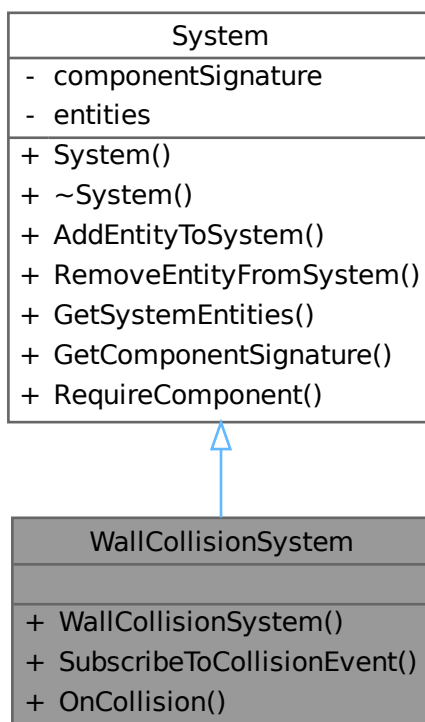 System
- componentSignature
- entities
+ System()
+ ~System()
+ AddEntityToSystem()
+ RemoveEntityFromSystem()
+ GetSystemEntities()
+ GetComponentSignature()
+ RequireComponent()
WallCollisionSystem
+ WallCollisionSystem()
+ SubscribeToCollisionEvent()
+ OnCollision()